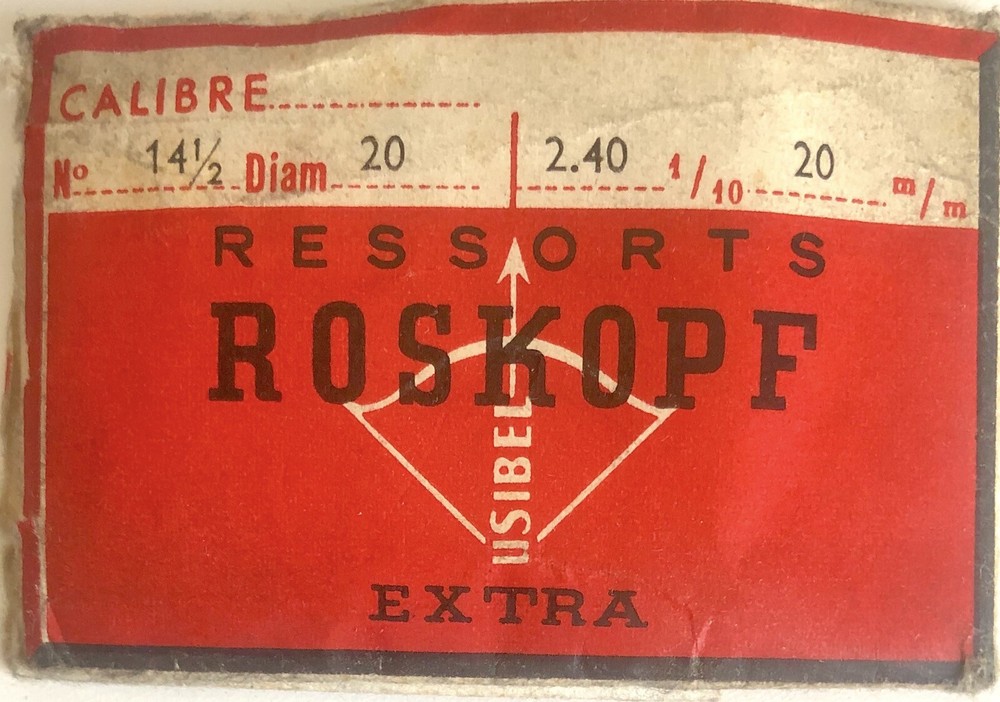 CALIBRE
Nº 14½ Diam 20 2.40 1/10 20 m/m
RESSORTS
ROSKOPF
USIBEL
EXTRA